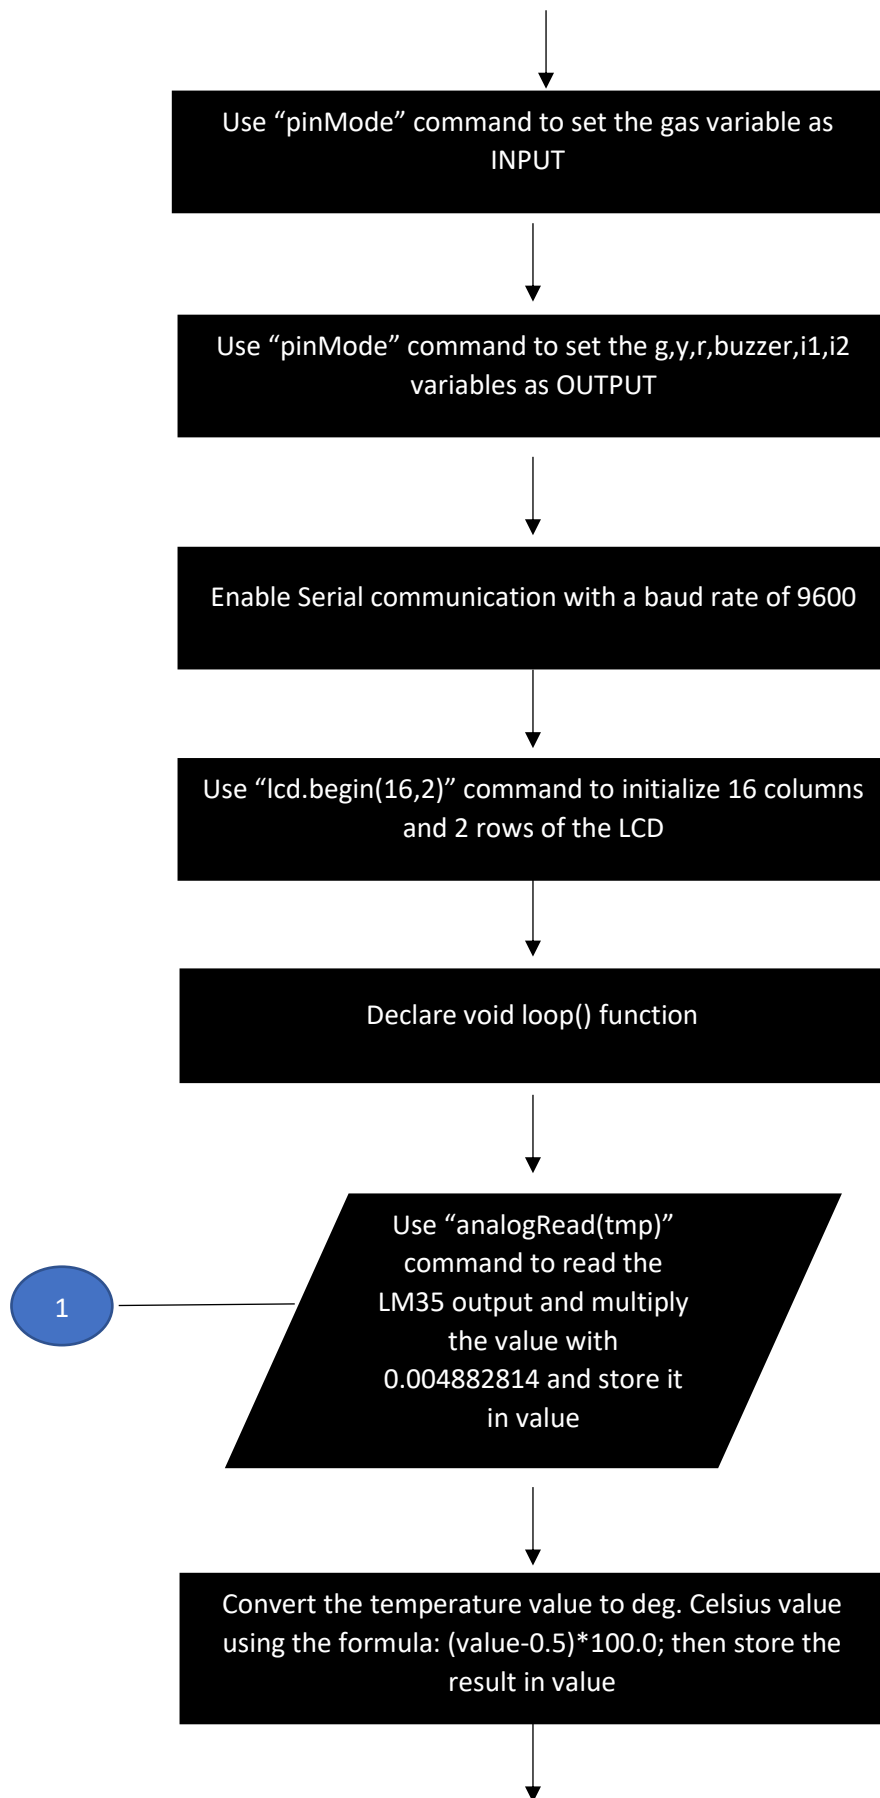 Use “pinMode” command to set the gas variable as
INPUT
Use “pinMode” command to set the g,y,r,buzzer,i1,i2
variables as OUTPUT
Enable Serial communication with a baud rate of 9600
Use “lcd.begin(16,2)” command to initialize 16 columns
and 2 rows of the LCD
Declare void loop() function
Use “analogRead(tmp)”
command to read the
LM35 output and multiply
the value with
0.004882814 and store it
in value
1
Convert the temperature value to deg. Celsius value
using the formula: (value-0.5)*100.0; then store the
result in value